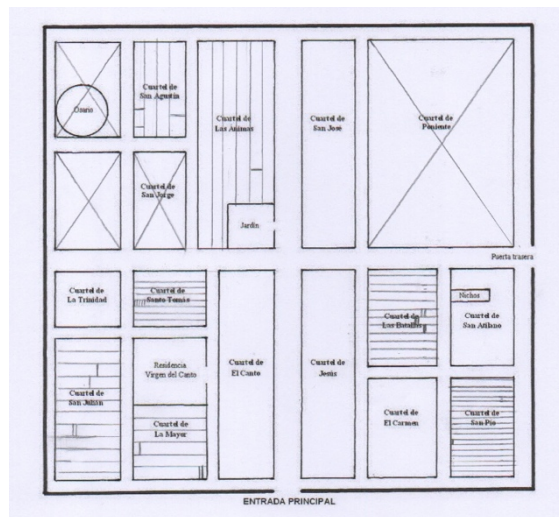 Osario
Cuartel de
San Agustín
Cuartel de
Las Ánimas
Cuartel de
San José
Cuartel de
Poniente
Cuartel de
San Jorge
Jardín
Puerta trasera
Cuartel de
La Trinidad
Cuartel de
Santo Tomás
Cuartel de
El Canto
Cuartel de
Jesús
Cuartel de
Las Batallas
Nichos
Cuartel de
San Atilano
Residencia
Virgen del Canto
Cuartel de
San Julián
Cuartel de
La Mayor
Cuartel de
El Carmen
Cuartel de
San Pío
ENTRADA PRINCIPAL